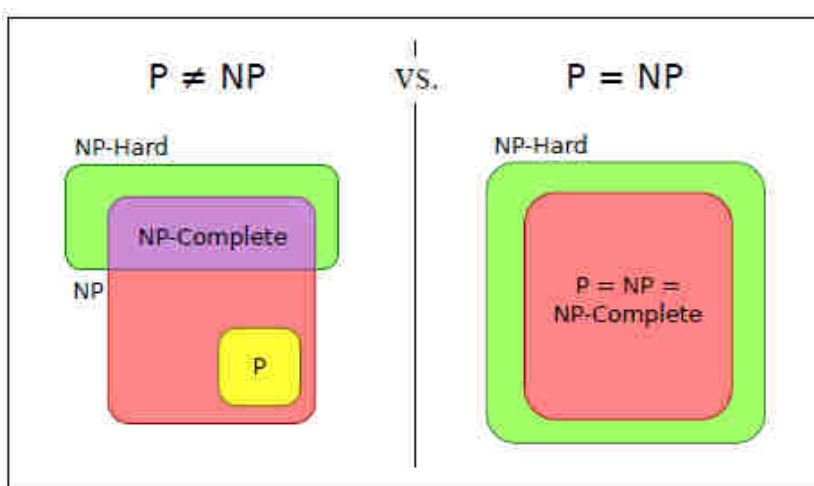 P ≠ NP
vs.
P = NP
NP-Hard
NP-Complete
NP
P
NP-Hard
P = NP =
NP-Complete